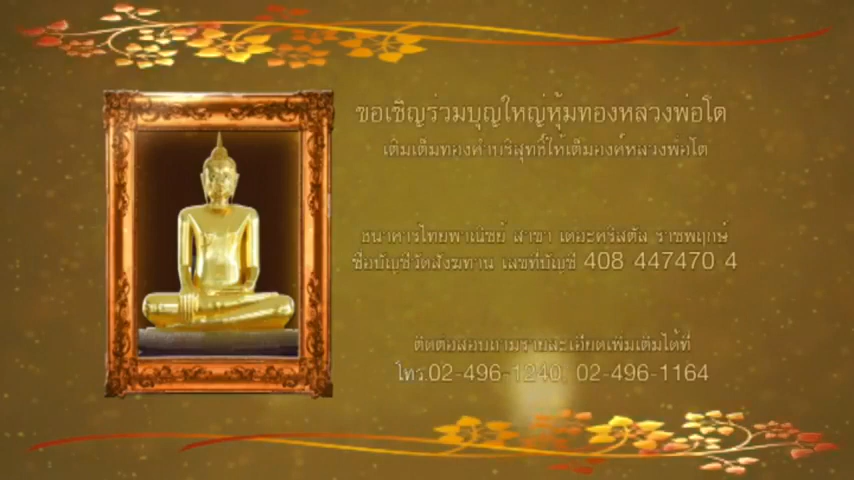 ขอเชิญร่วมบุญใหญ่หุ้มทองหลวงพ่อโต
เติมเต็มทองคำบริสุทธิ์ให้เต็มองค์หลวงพ่อโต
ธนาคารไทยพาณิชย์ สาขา เดอะคริสตัล ราชพฤกษ์
ชื่อบัญชีวัดสังฆทาน เลขที่บัญชี 408 447470 4
ติดต่อสอบถามรายละเอียดเพิ่มเติมได้ที่
โทร.02-496-1240, 02-496-1164